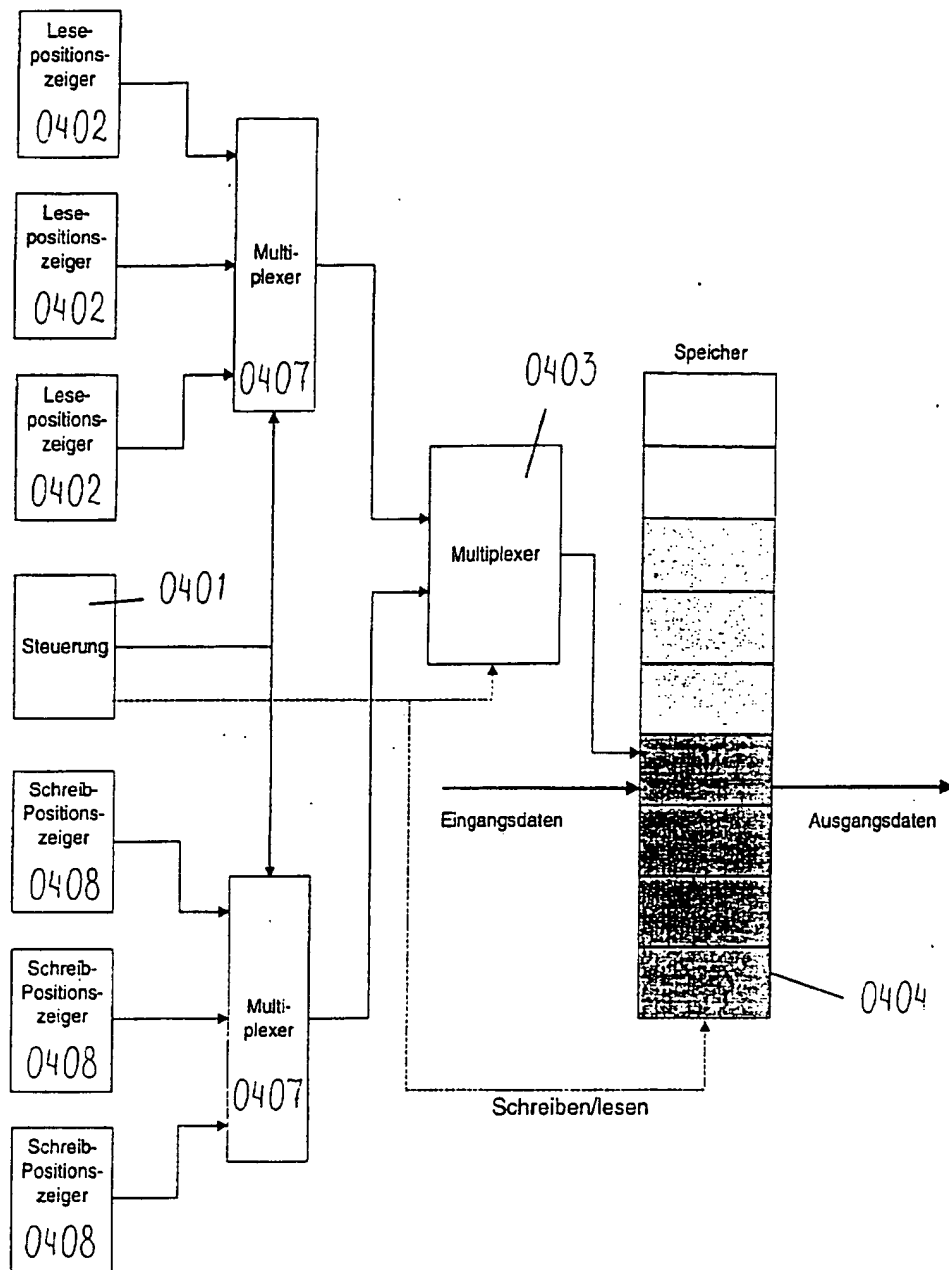 Lese-
positions-
zeiger
0402
Lese-
positions-
zeiger
0402
Lese-
positions-
zeiger
0402
Multi-
plexer
0407
0403
Multiplexer
Speicher
0401
Steuerung
Eingangsdaten
Ausgangsdaten
0404
Schreiben/lesen
Schreib-
Positions-
zeiger
0408
Schreib-
Positions-
zeiger
0408
Schreib-
Positions-
zeiger
0408
Multi-
plexer
0407